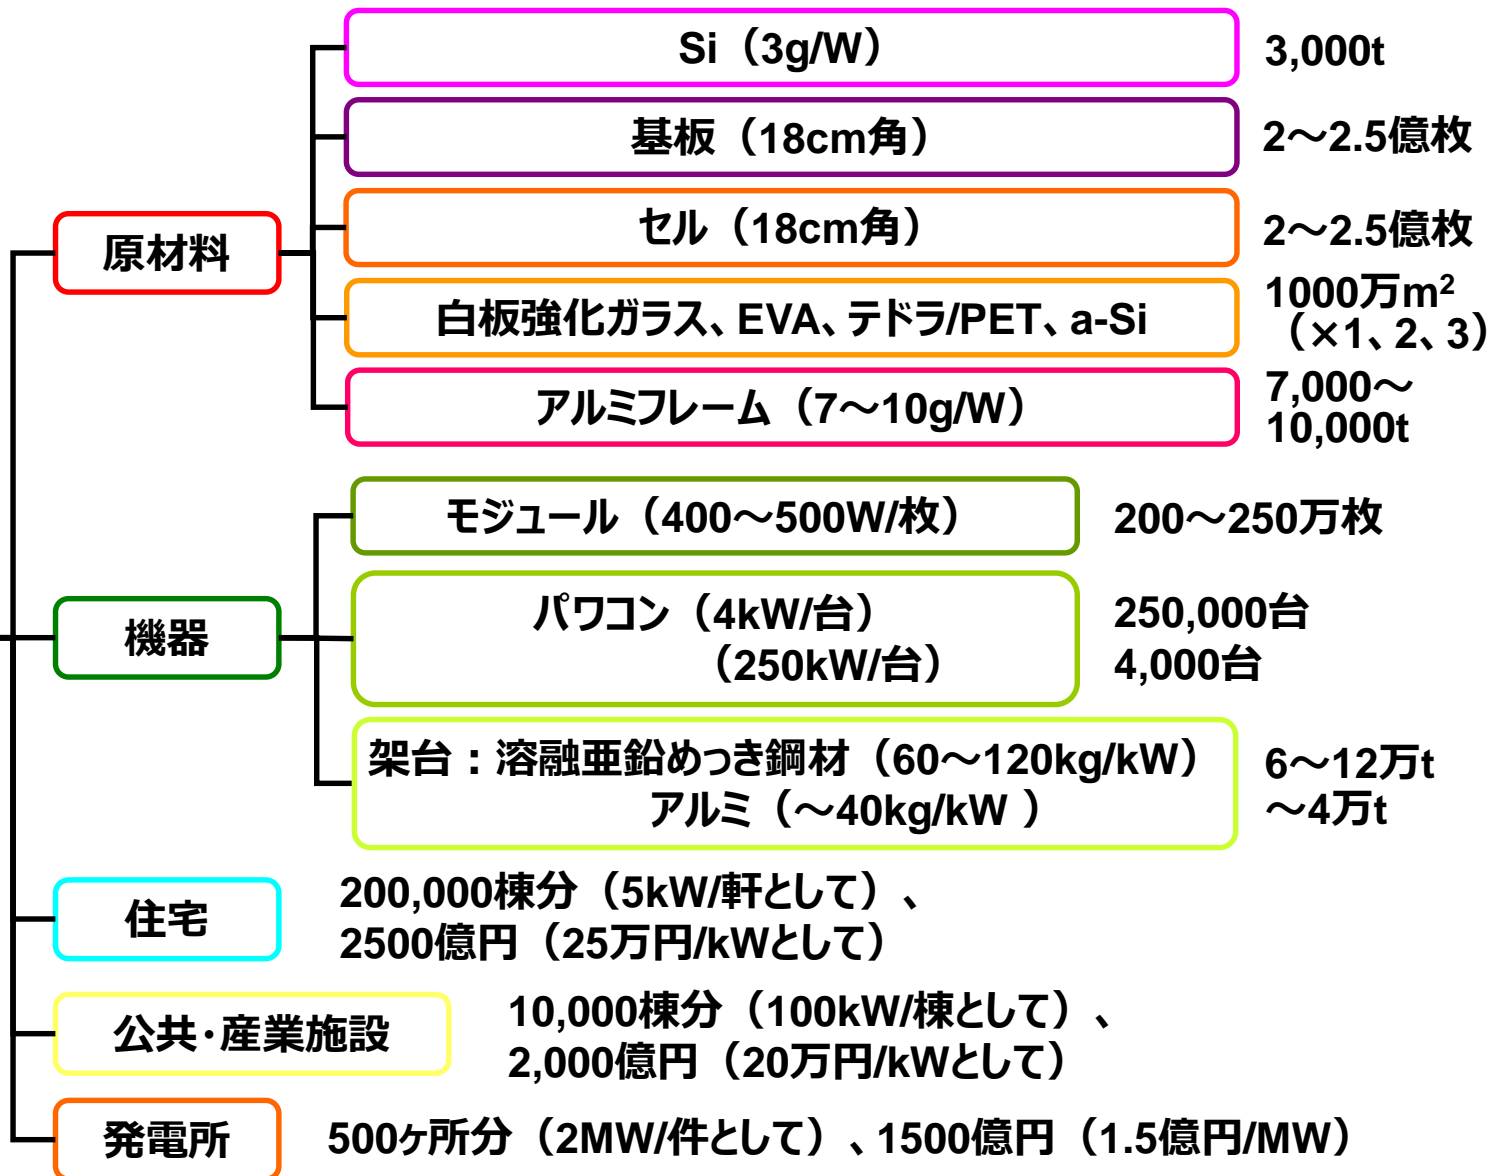 Si（3g/W）
3,000t
基板（18cm角）
2～2.5億枚
セル（18cm角）
2～2.5億枚
原材料
白板強化ガラス、EVA、テドラ/PET、a-Si
1000万m²
（×1、2、3）
アルミフレーム（7～10g/W）
7,000～
10,000t
モジュール（400～500W/枚）
200～250万枚
機器
パワコン（4kW/台）
（250kW/台）
250,000台
4,000台
架台：溶融亜鉛めっき鋼材（60～120kg/kW）
アルミ（～40kg/kW ）
6～12万t
～4万t
住宅
200,000棟分（5kW/軒として）、
2500億円（25万円/kWとして）
公共・産業施設
10,000棟分（100kW/棟として）、
2,000億円（20万円/kWとして）
発電所
500ヶ所分（2MW/件として）、1500億円（1.5億円/MW）